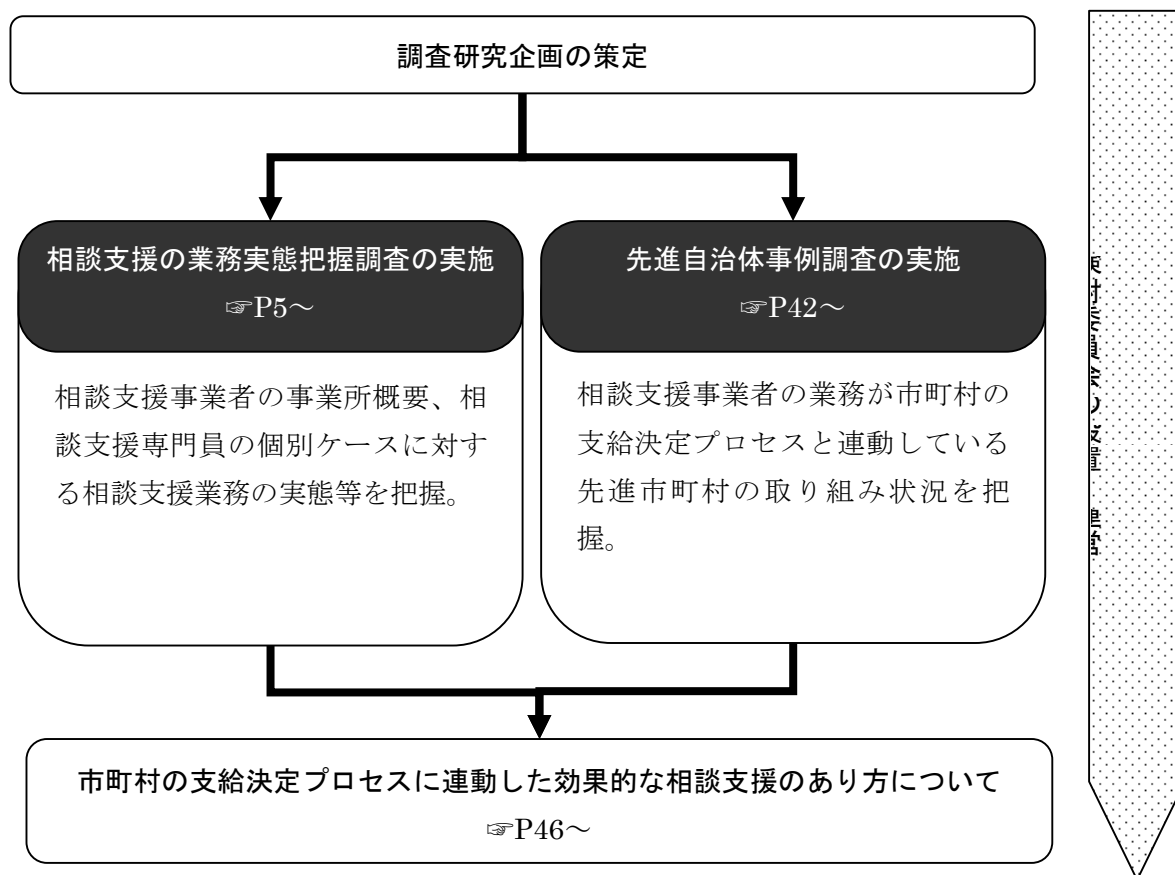 調査研究企画の策定
相談支援の業務実態把握調査の実施
☞P5～
相談支援事業者の事業所概要、相
談支援専門員の個別ケースに対す
る相談支援業務の実態等を把握。
先進自治体事例調査の実施
☞P42～
相談支援事業者の業務が市町村の
支給決定プロセスと連動している
先進市町村の取り組み状況を把
握。
市町村の支給決定プロセスに連動した効果的な相談支援のあり方について
☞P46～